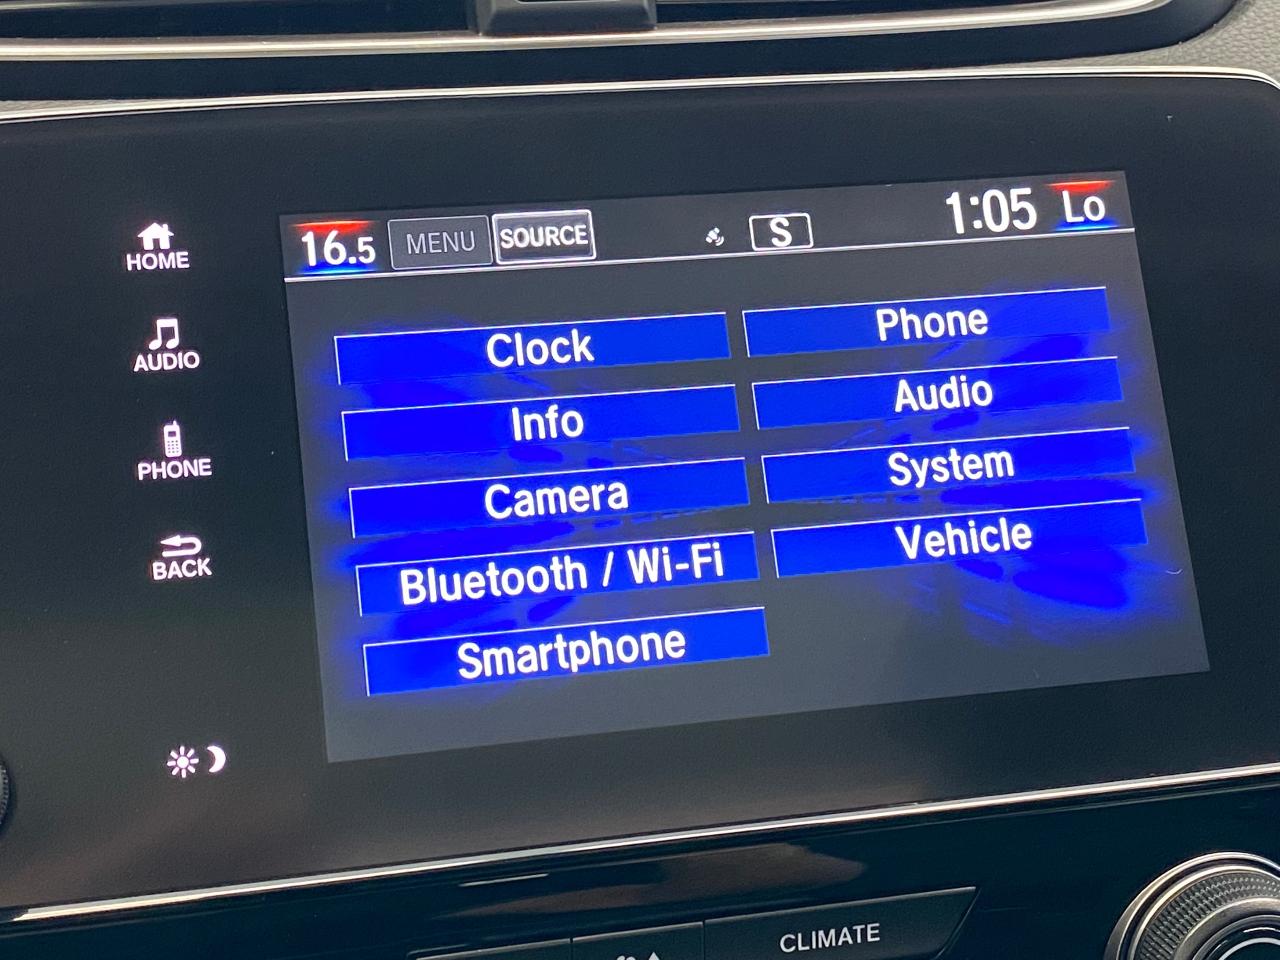 HOME
AUDIO
PHONE
BACK
16.5 MENU SOURCE S 1:05 Lo
Clock Phone
Info Audio
Camera System
Bluetooth / Wi-Fi Vehicle
Smartphone
CLIMATE